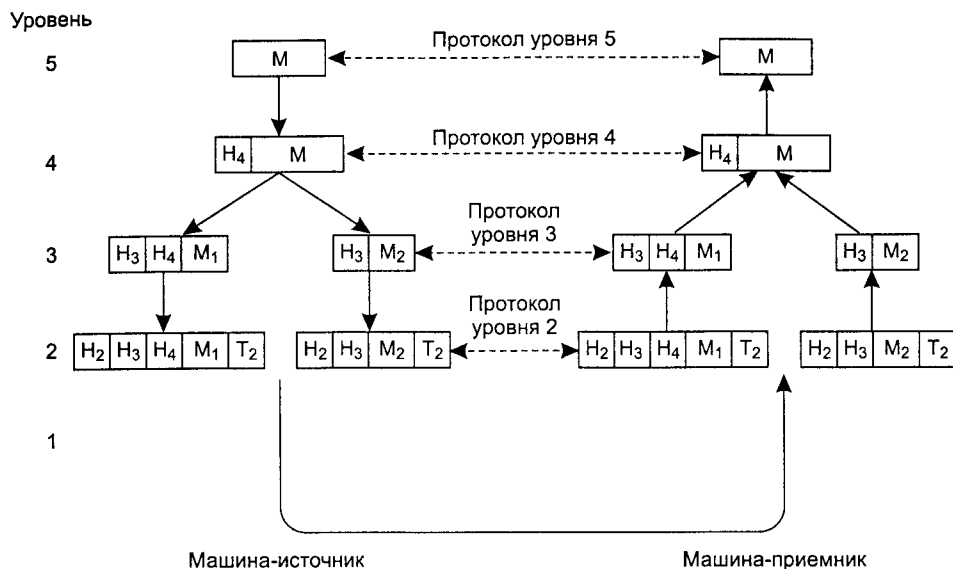 Уровень
5 M Протокол уровня 5 M
4 H₄ M Протокол уровня 4 H₄ M
Протокол
уровня 3
3 H₃ H₄ M₁ H₃ M₂ H₃ H₄ M₁ H₃ M₂
Протокол
уровня 2
2 H₂ H₃ H₄ M₁ T₂ H₂ H₃ M₂ T₂ H₂ H₃ H₄ M₁ T₂ H₂ H₃ M₂ T₂
1
Машина-источник Машина-приемник